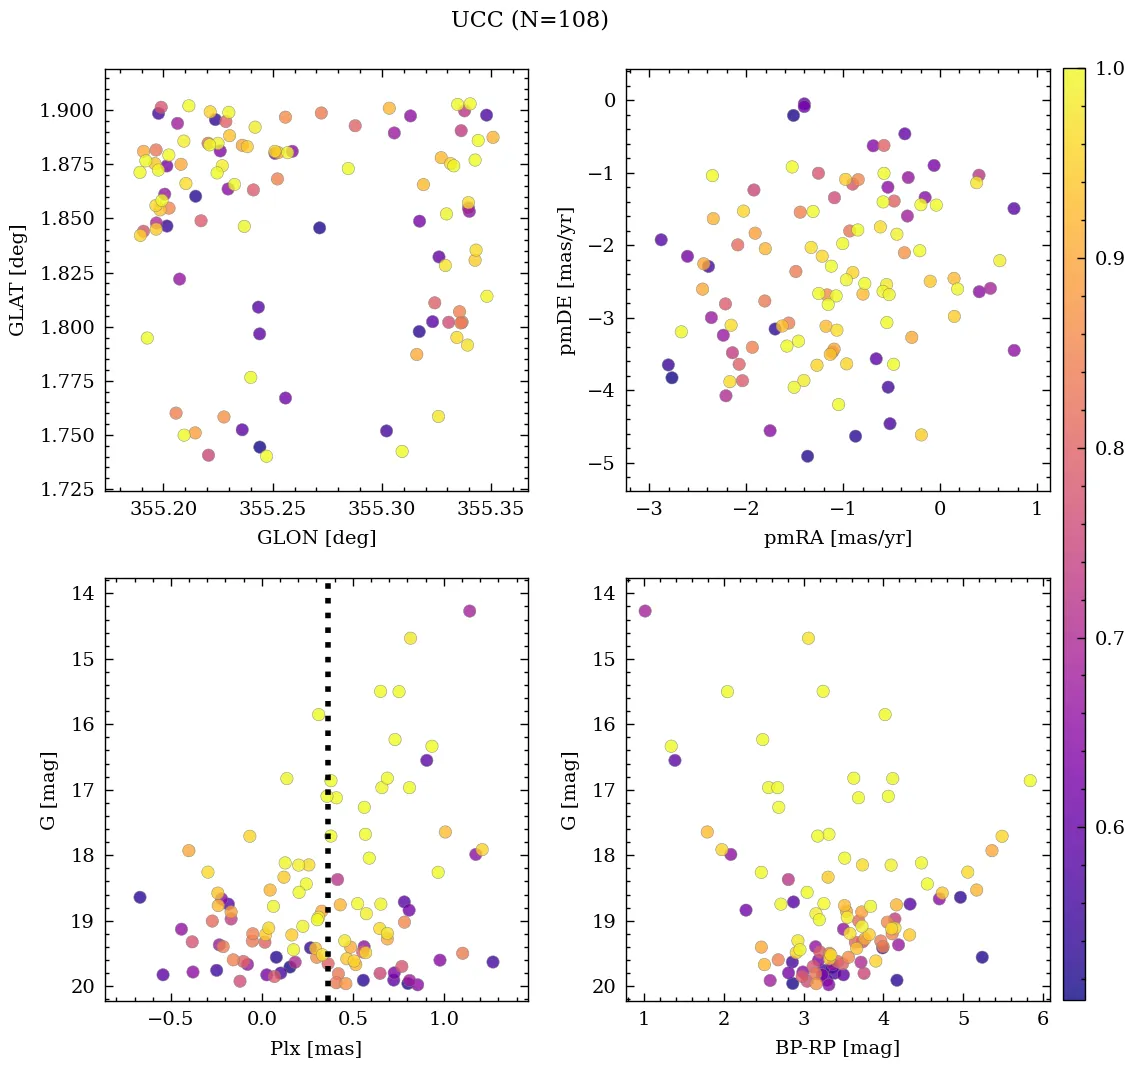 UCC (N=108)
1.900
1.875
1.850
1.825
1.800
1.775
1.750
1.725
GLAT [deg]
355.20 355.25 355.30 355.35
GLON [deg]
0
−1
−2
−3
−4
−5
pmDE [mas/yr]
−3 −2 −1 0 1
pmRA [mas/yr]
1.0
0.9
0.8
0.7
0.6
14
15
16
17
18
19
20
G [mag]
−0.5 0.0 0.5 1.0
Plx [mas]
14
15
16
17
18
19
20
G [mag]
1 2 3 4 5 6
BP-RP [mag]